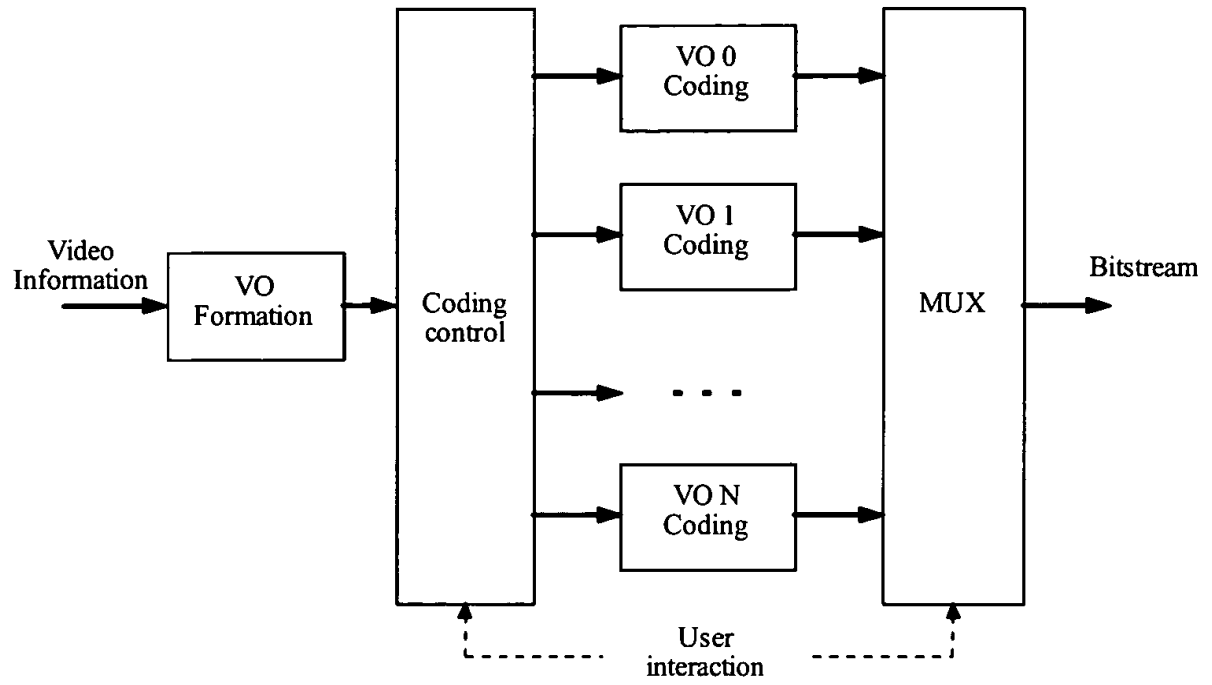 VO 0
Coding
VO 1
Coding
Video
Information
VO
Formation
Coding
control
MUX
Bitstream
. . .
VO N
Coding
User
interaction